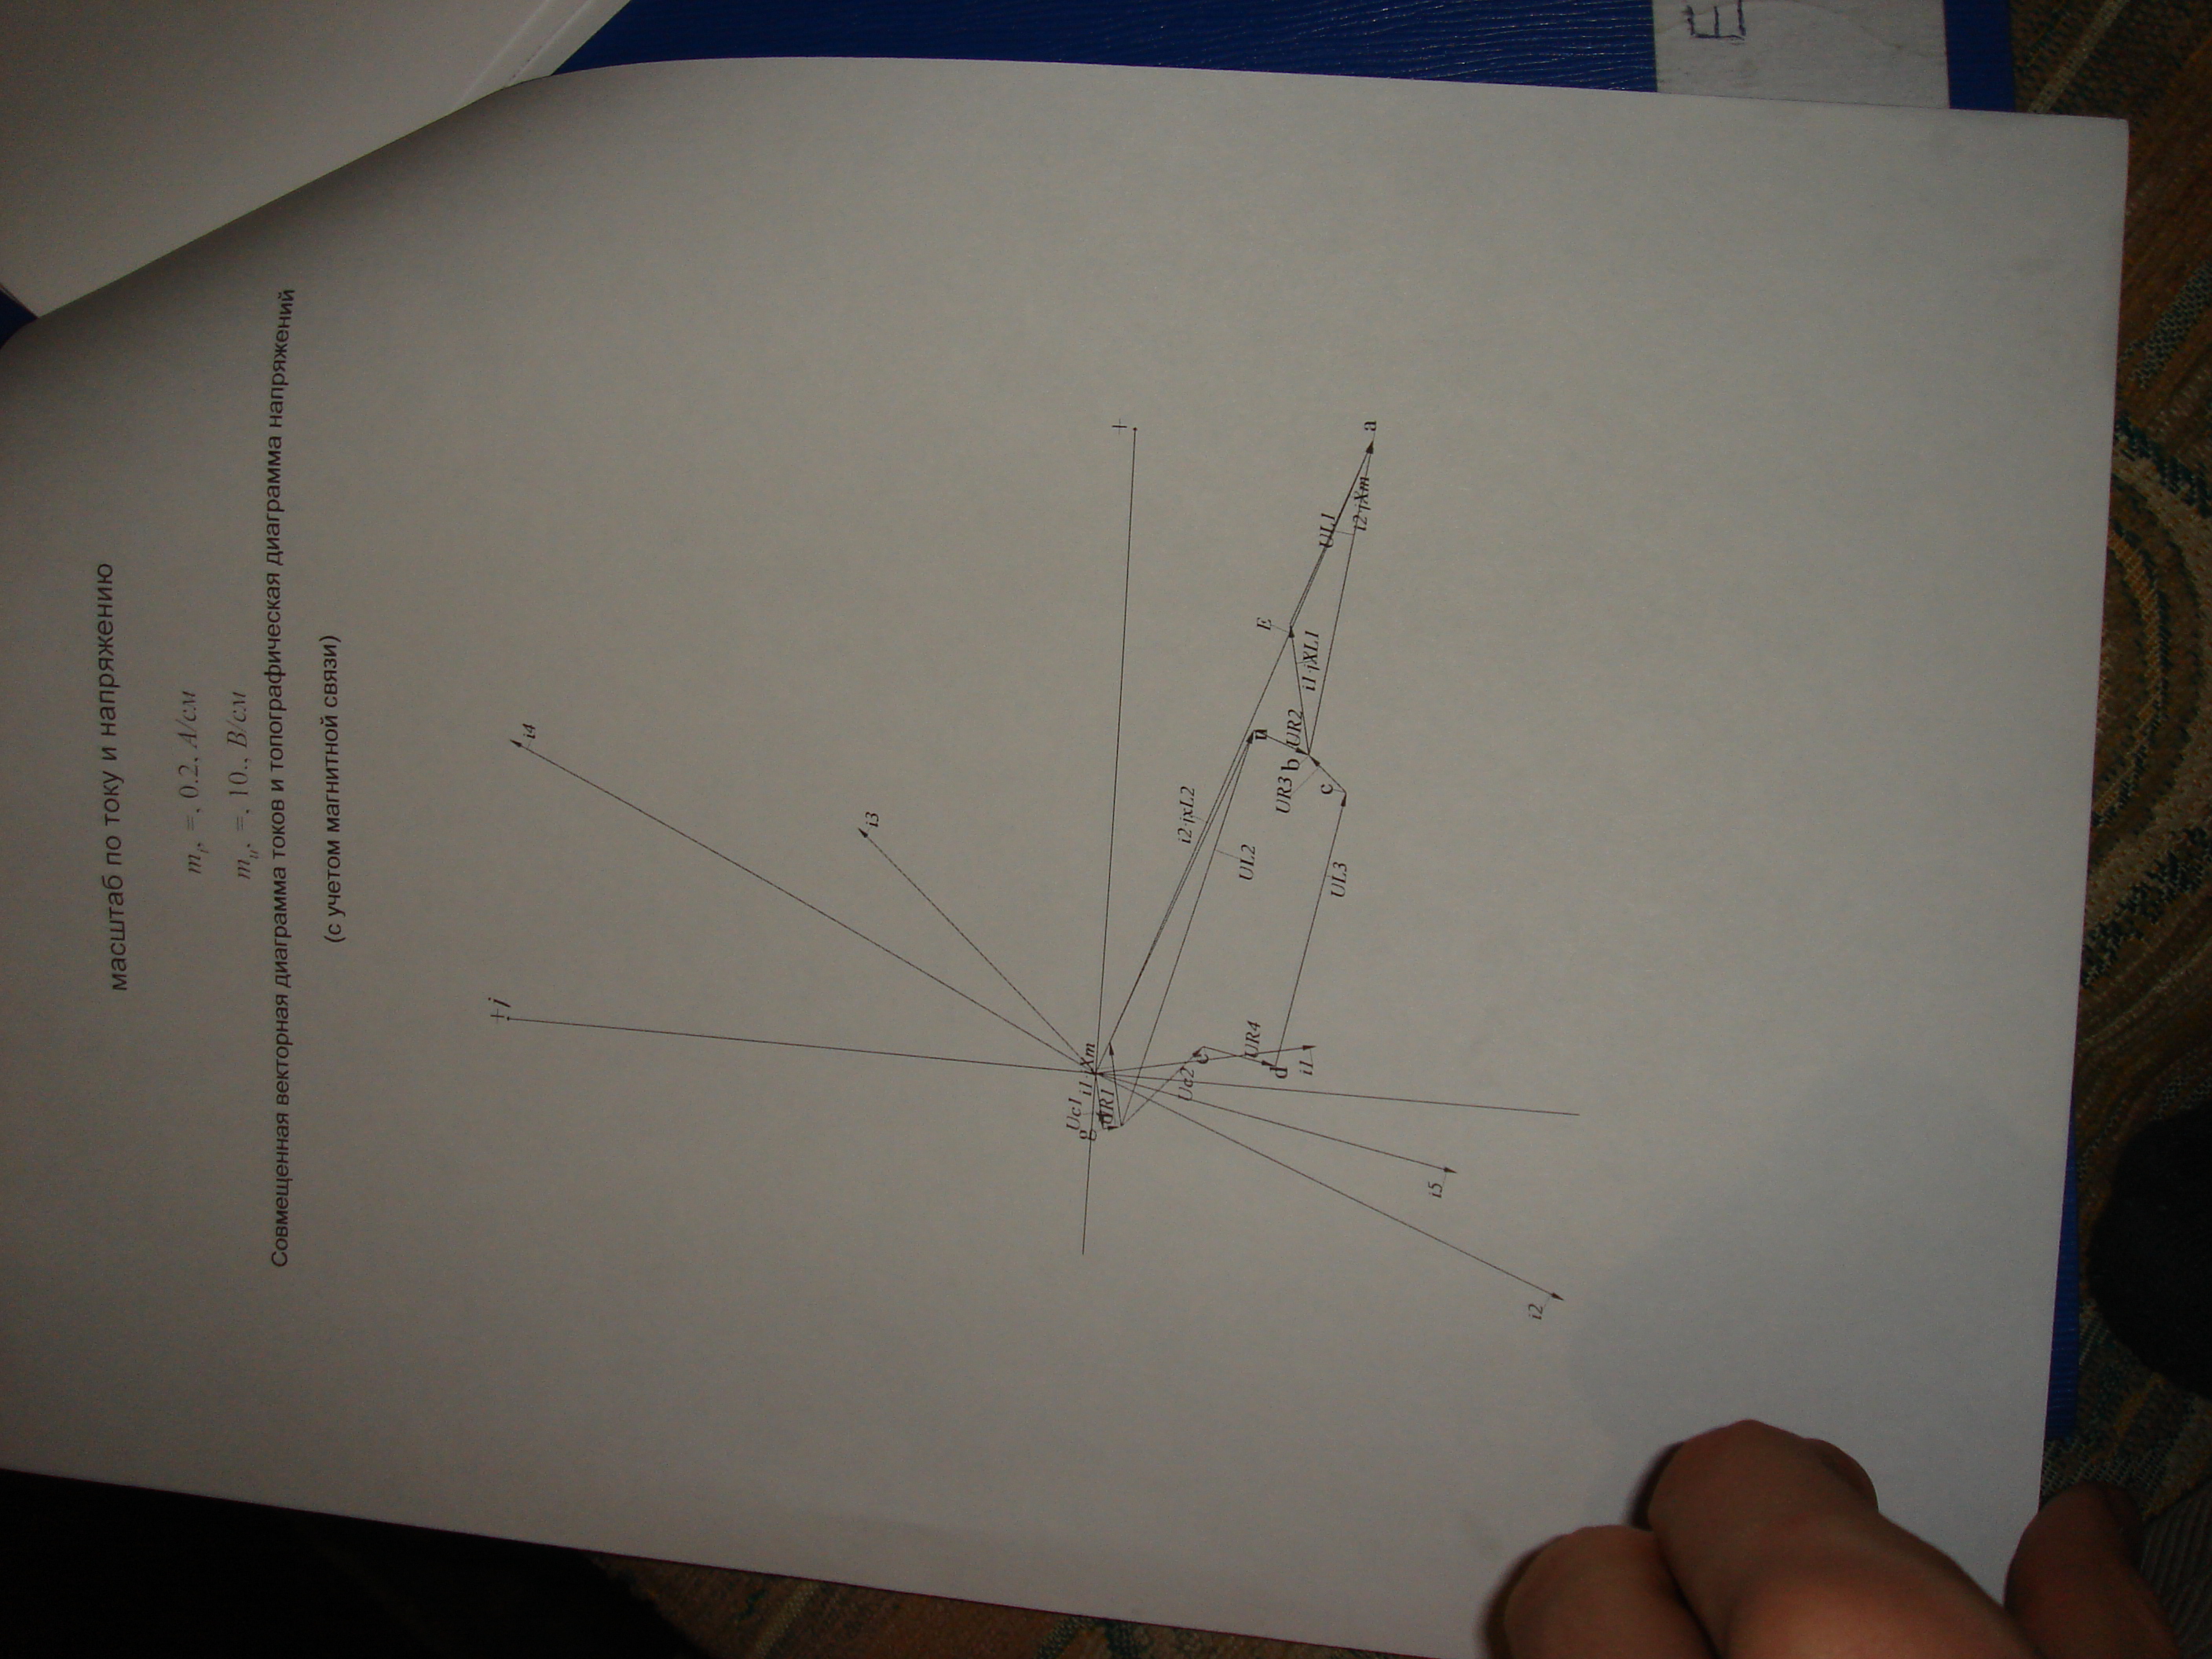 масштаб по току и напряжению
m_i. =, 0.2, А/см
m_u. =, 10., В/см
Совмещенная векторная диаграмма токов и топографическая диаграмма напряжений
(с учетом магнитной связи)
+j
i4
i3
+
Uc1
g
i1·Xm
UR1
i2·jxL2
E
UL1
a
i2·jXm
i1·jXL1
UR2
n
b
UR3
c
UL2
UL3
Uc2
e
UR4
d
i1
i5
i2
E